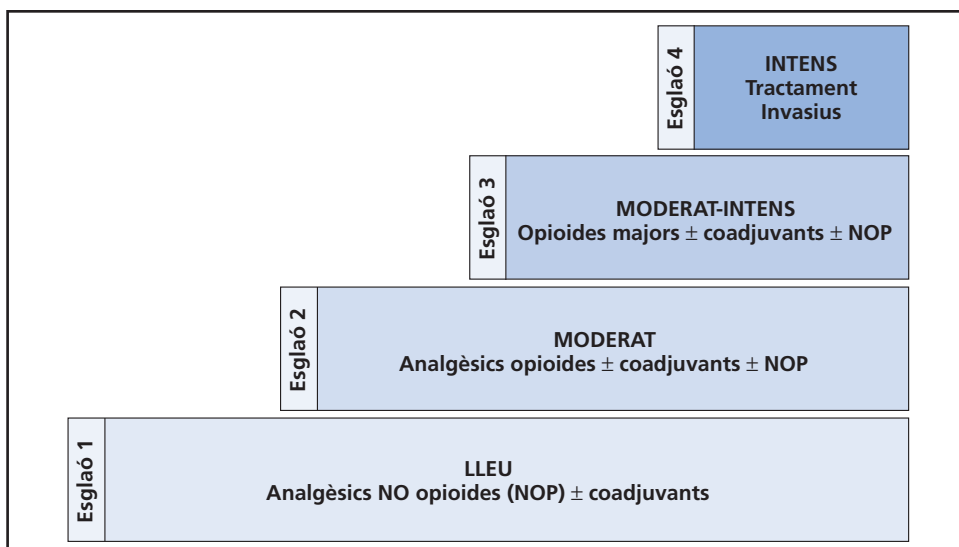 Esglaó 4
INTENS
Tractament
Invasius
Esglaó 3
MODERAT-INTENS
Opioides majors ± coadjuvants ± NOP
Esglaó 2
MODERAT
Analgèsics opioides ± coadjuvants ± NOP
Esglaó 1
LLEU
Analgèsics NO opioides (NOP) ± coadjuvants